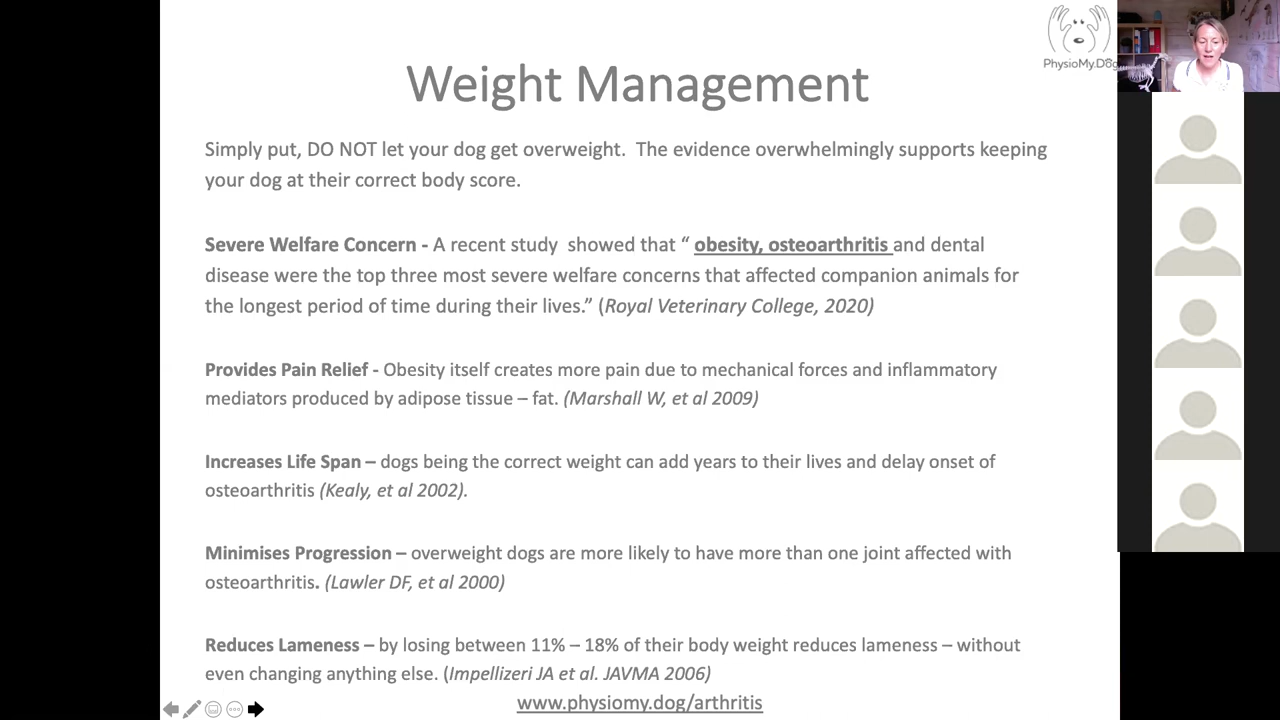 PhysioMy.Dog
Weight Management
Simply put, DO NOT let your dog get overweight.  The evidence overwhelmingly supports keeping
your dog at their correct body score.
Severe Welfare Concern - A recent study  showed that “ obesity, osteoarthritis and dental
disease were the top three most severe welfare concerns that affected companion animals for
the longest period of time during their lives.” (Royal Veterinary College, 2020)
Provides Pain Relief - Obesity itself creates more pain due to mechanical forces and inflammatory
mediators produced by adipose tissue – fat. (Marshall W, et al 2009)
Increases Life Span – dogs being the correct weight can add years to their lives and delay onset of
osteoarthritis (Kealy, et al 2002).
Minimises Progression – overweight dogs are more likely to have more than one joint affected with
osteoarthritis. (Lawler DF, et al 2000)
Reduces Lameness – by losing between 11% – 18% of their body weight reduces lameness – without
even changing anything else. (Impellizeri JA et al. JAVMA 2006)
www.physiomy.dog/arthritis